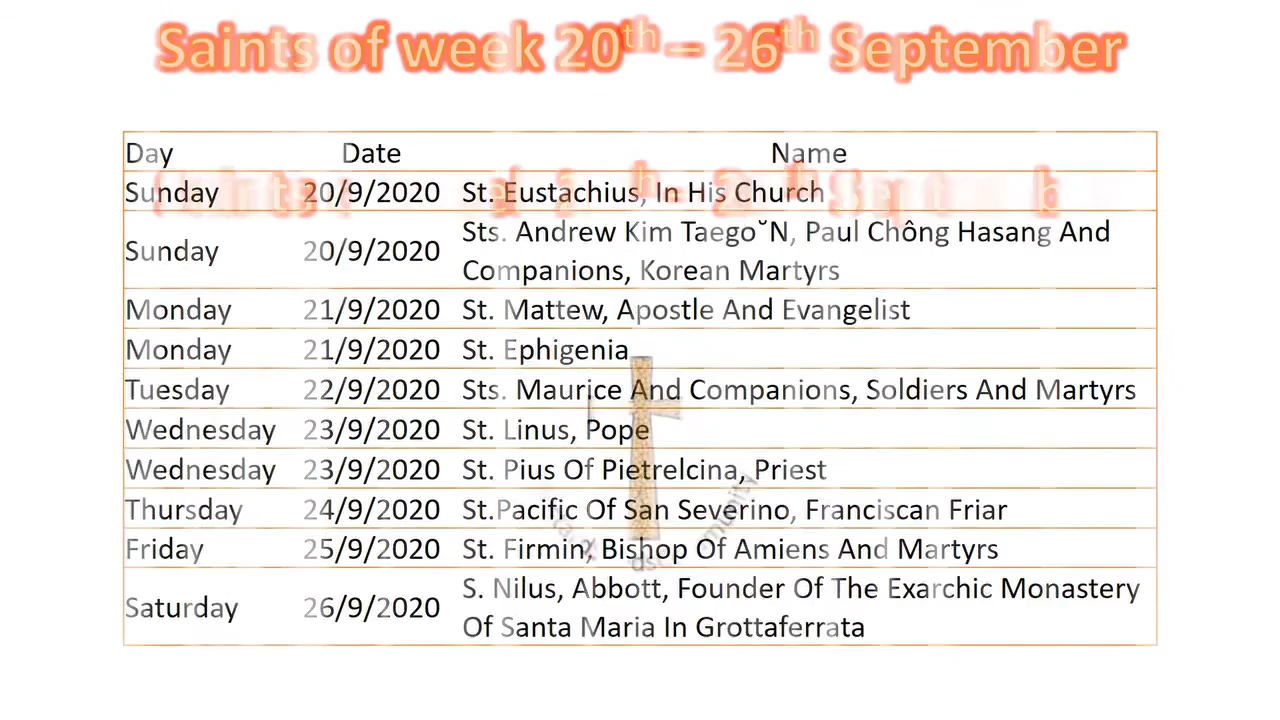 Saints of week 20th – 26th September
Day Date Name
Sunday 20/9/2020 St. Eustachius, In His Church
Sunday 20/9/2020 Sts. Andrew Kim Taego˘N, Paul Chông Hasang And
Companions, Korean Martyrs
Monday 21/9/2020 St. Mattew, Apostle And Evangelist
Monday 21/9/2020 St. Ephigenia
Tuesday 22/9/2020 Sts. Maurice And Companions, Soldiers And Martyrs
Wednesday 23/9/2020 St. Linus, Pope
Wednesday 23/9/2020 St. Pius Of Pietrelcina, Priest
Thursday 24/9/2020 St.Pacific Of San Severino, Franciscan Friar
Friday 25/9/2020 St. Firmin, Bishop Of Amiens And Martyrs
Saturday 26/9/2020 S. Nilus, Abbott, Founder Of The Exarchic Monastery
Of Santa Maria In Grottaferrata